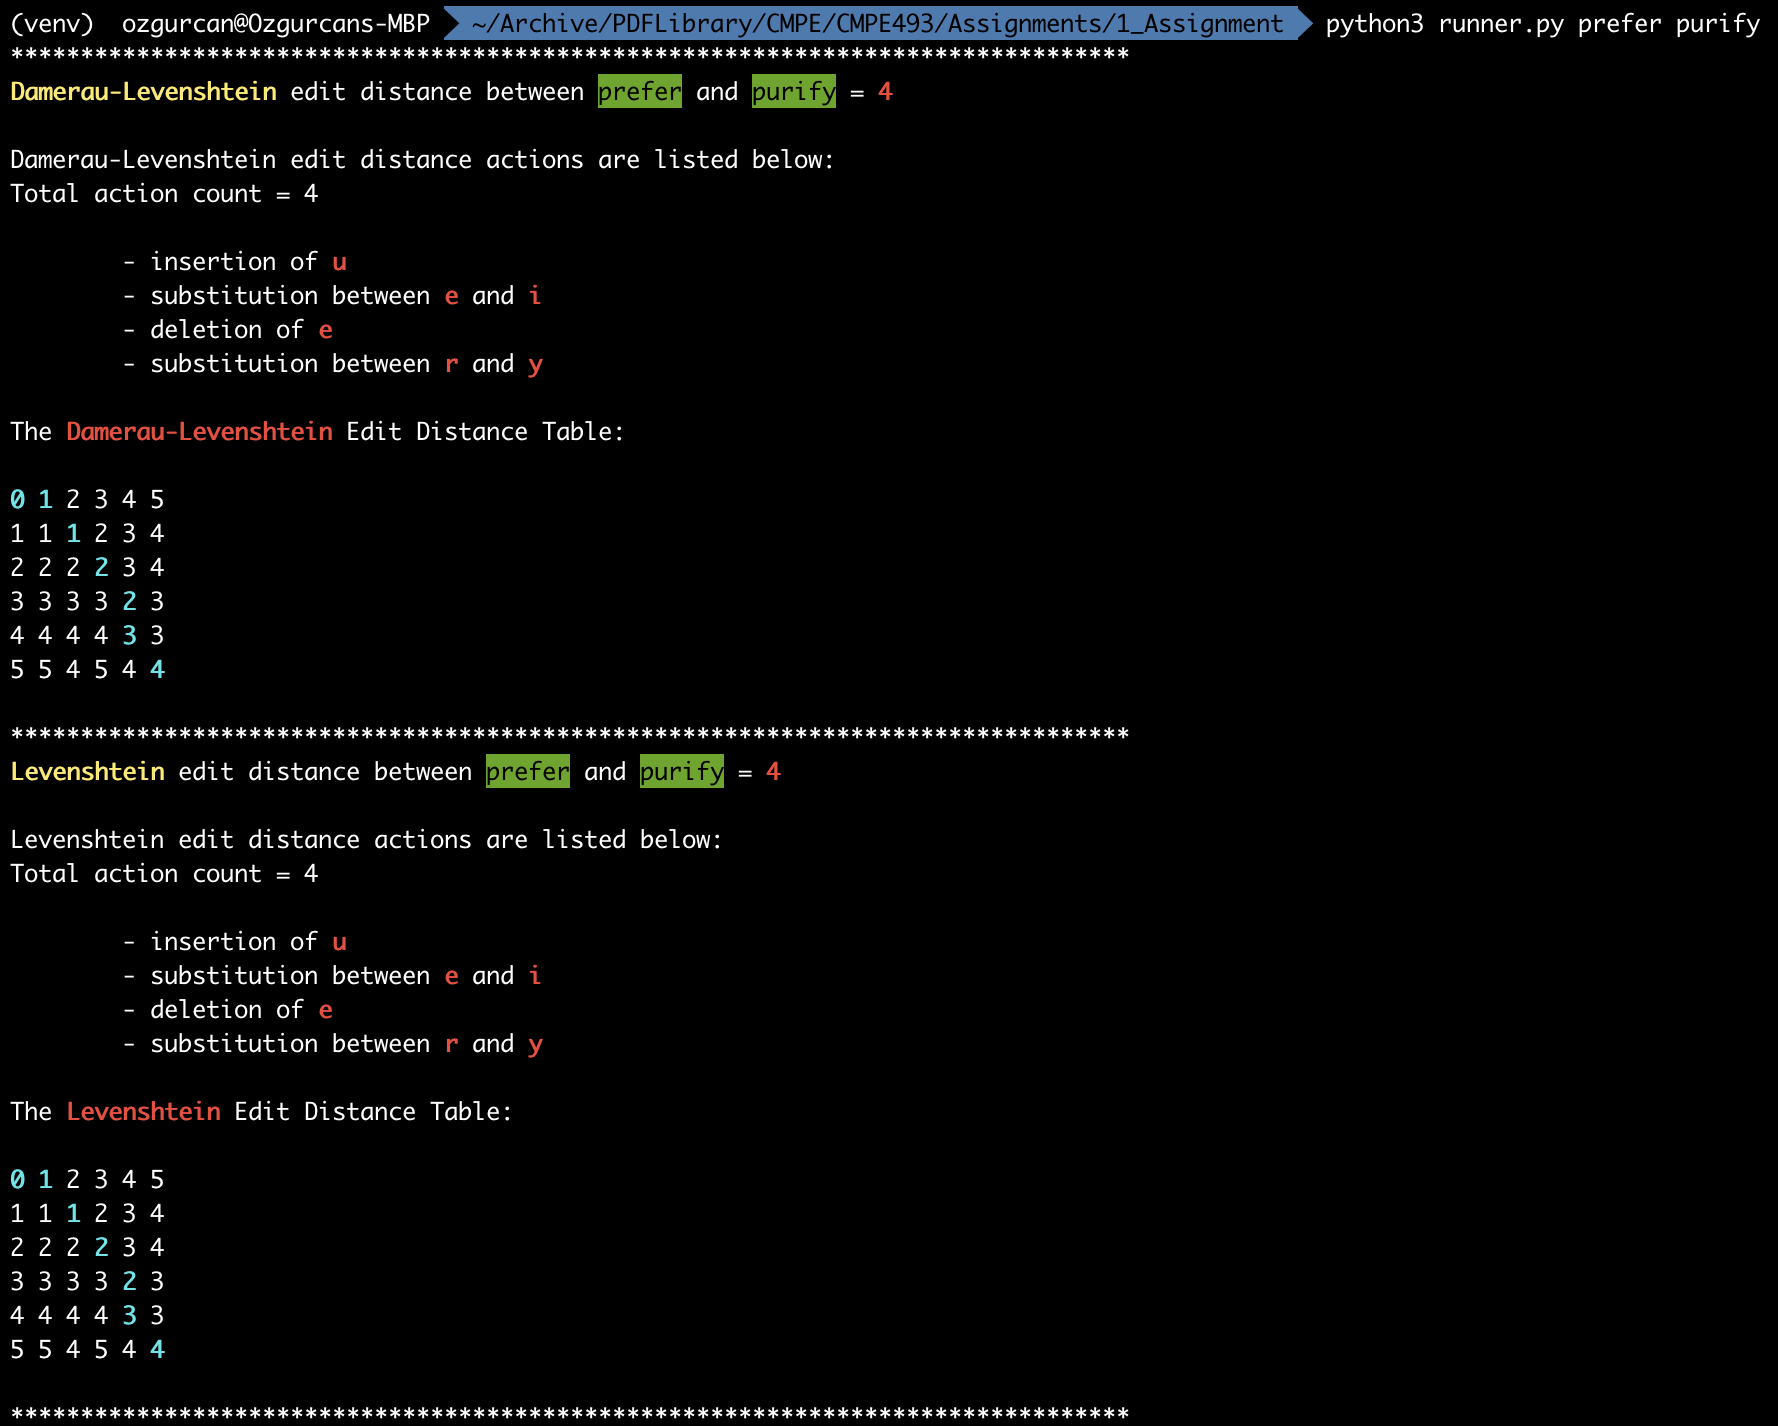 (venv)  ozgurcan@Ozgurcans-MBP  ~/Archive/PDFLibrary/CMPE/CMPE493/Assignments/1_Assignment  python3 runner.py prefer purify
********************************************************************************
Damerau-Levenshtein edit distance between prefer and purify = 4
Damerau-Levenshtein edit distance actions are listed below:
Total action count = 4
- insertion of u
- substitution between e and i
- deletion of e
- substitution between r and y
The Damerau-Levenshtein Edit Distance Table:
0 1 2 3 4 5
1 1 1 2 3 4
2 2 2 2 3 4
3 3 3 3 2 3
4 4 4 4 3 3
5 5 4 5 4 4
********************************************************************************
Levenshtein edit distance between prefer and purify = 4
Levenshtein edit distance actions are listed below:
Total action count = 4
- insertion of u
- substitution between e and i
- deletion of e
- substitution between r and y
The Levenshtein Edit Distance Table:
0 1 2 3 4 5
1 1 1 2 3 4
2 2 2 2 3 4
3 3 3 3 2 3
4 4 4 4 3 3
5 5 4 5 4 4
********************************************************************************